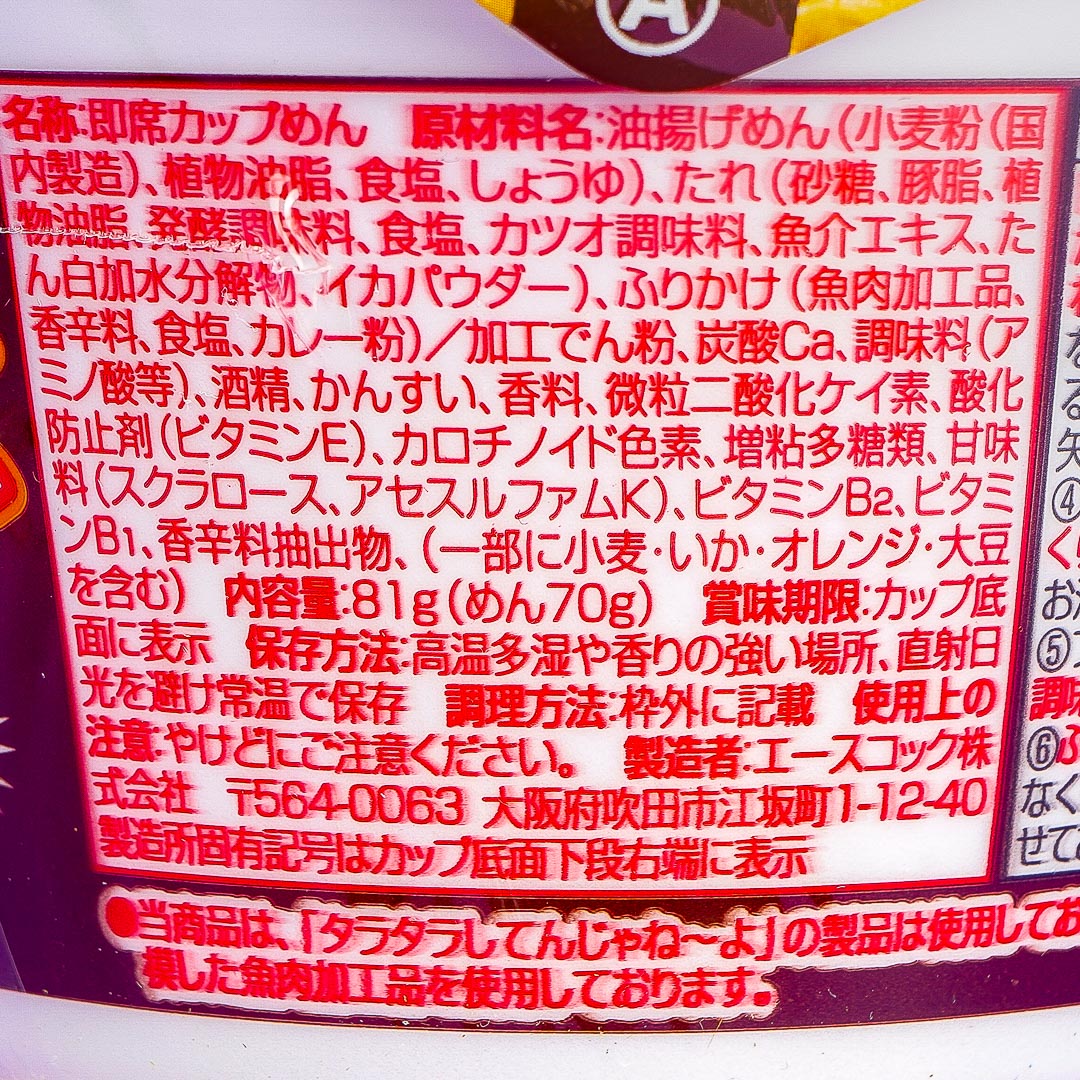 A
名称:即席カップめん 原材料名:油揚げめん(小麦粉(国
内製造)、植物油脂、食塩、しょうゆ)、たれ(砂糖、豚脂、植
物油脂、発酵調味料、食塩、カツオ調味料、魚介エキス、た
ん白加水分解物、イカパウダー)、ふりかけ(魚肉加工品、
香辛料、食塩、カレー粉)/加工でん粉、炭酸Ca、調味料(ア
ミノ酸等)、酒精、かんすい、香料、微粒二酸化ケイ素、酸化
防止剤(ビタミンE)、カロチノイド色素、増粘多糖類、甘味
料(スクラロース、アセスルファムK)、ビタミンB2、ビタミ
ンB1、香辛料抽出物、(一部に小麦・いか・オレンジ・大豆
を含む) 内容量:81g(めん70g) 賞味期限:カップ底
面に表示 保存方法:高温多湿や香りの強い場所、直射日
光を避け常温で保存 調理方法:枠外に記載 使用上の
注意:やけどにご注意ください。 製造者:エースコック株
式会社 〒564-0063 大阪府吹田市江坂町1-12-40
製造所固有記号はカップ底面下段右端に表示
●当商品は、「タラタラしてんじゃね〜よ」の製品は使用してお
模した魚肉加工品を使用しております。
な
る
矢
④
くり
お
⑤
調味
⑥ふ
なく
せて